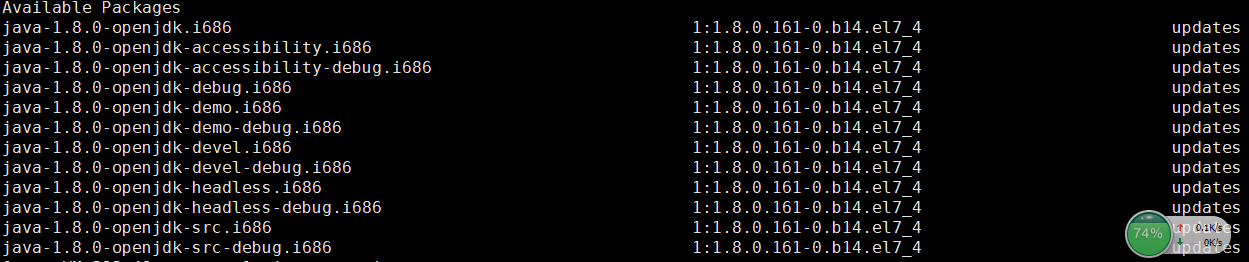 Available Packages
java-1.8.0-openjdk.i686 1:1.8.0.161-0.b14.el7_4 updates
java-1.8.0-openjdk-accessibility.i686 1:1.8.0.161-0.b14.el7_4 updates
java-1.8.0-openjdk-accessibility-debug.i686 1:1.8.0.161-0.b14.el7_4 updates
java-1.8.0-openjdk-debug.i686 1:1.8.0.161-0.b14.el7_4 updates
java-1.8.0-openjdk-demo.i686 1:1.8.0.161-0.b14.el7_4 updates
java-1.8.0-openjdk-demo-debug.i686 1:1.8.0.161-0.b14.el7_4 updates
java-1.8.0-openjdk-devel.i686 1:1.8.0.161-0.b14.el7_4 updates
java-1.8.0-openjdk-devel-debug.i686 1:1.8.0.161-0.b14.el7_4 updates
java-1.8.0-openjdk-headless.i686 1:1.8.0.161-0.b14.el7_4 updates
java-1.8.0-openjdk-headless-debug.i686 1:1.8.0.161-0.b14.el7_4 updates
java-1.8.0-openjdk-src.i686 1:1.8.0.161-0.b14.el7_4 updates
java-1.8.0-openjdk-src-debug.i686 1:1.8.0.161-0.b14.el7_4 updates
74%
0.1K/s
0K/s